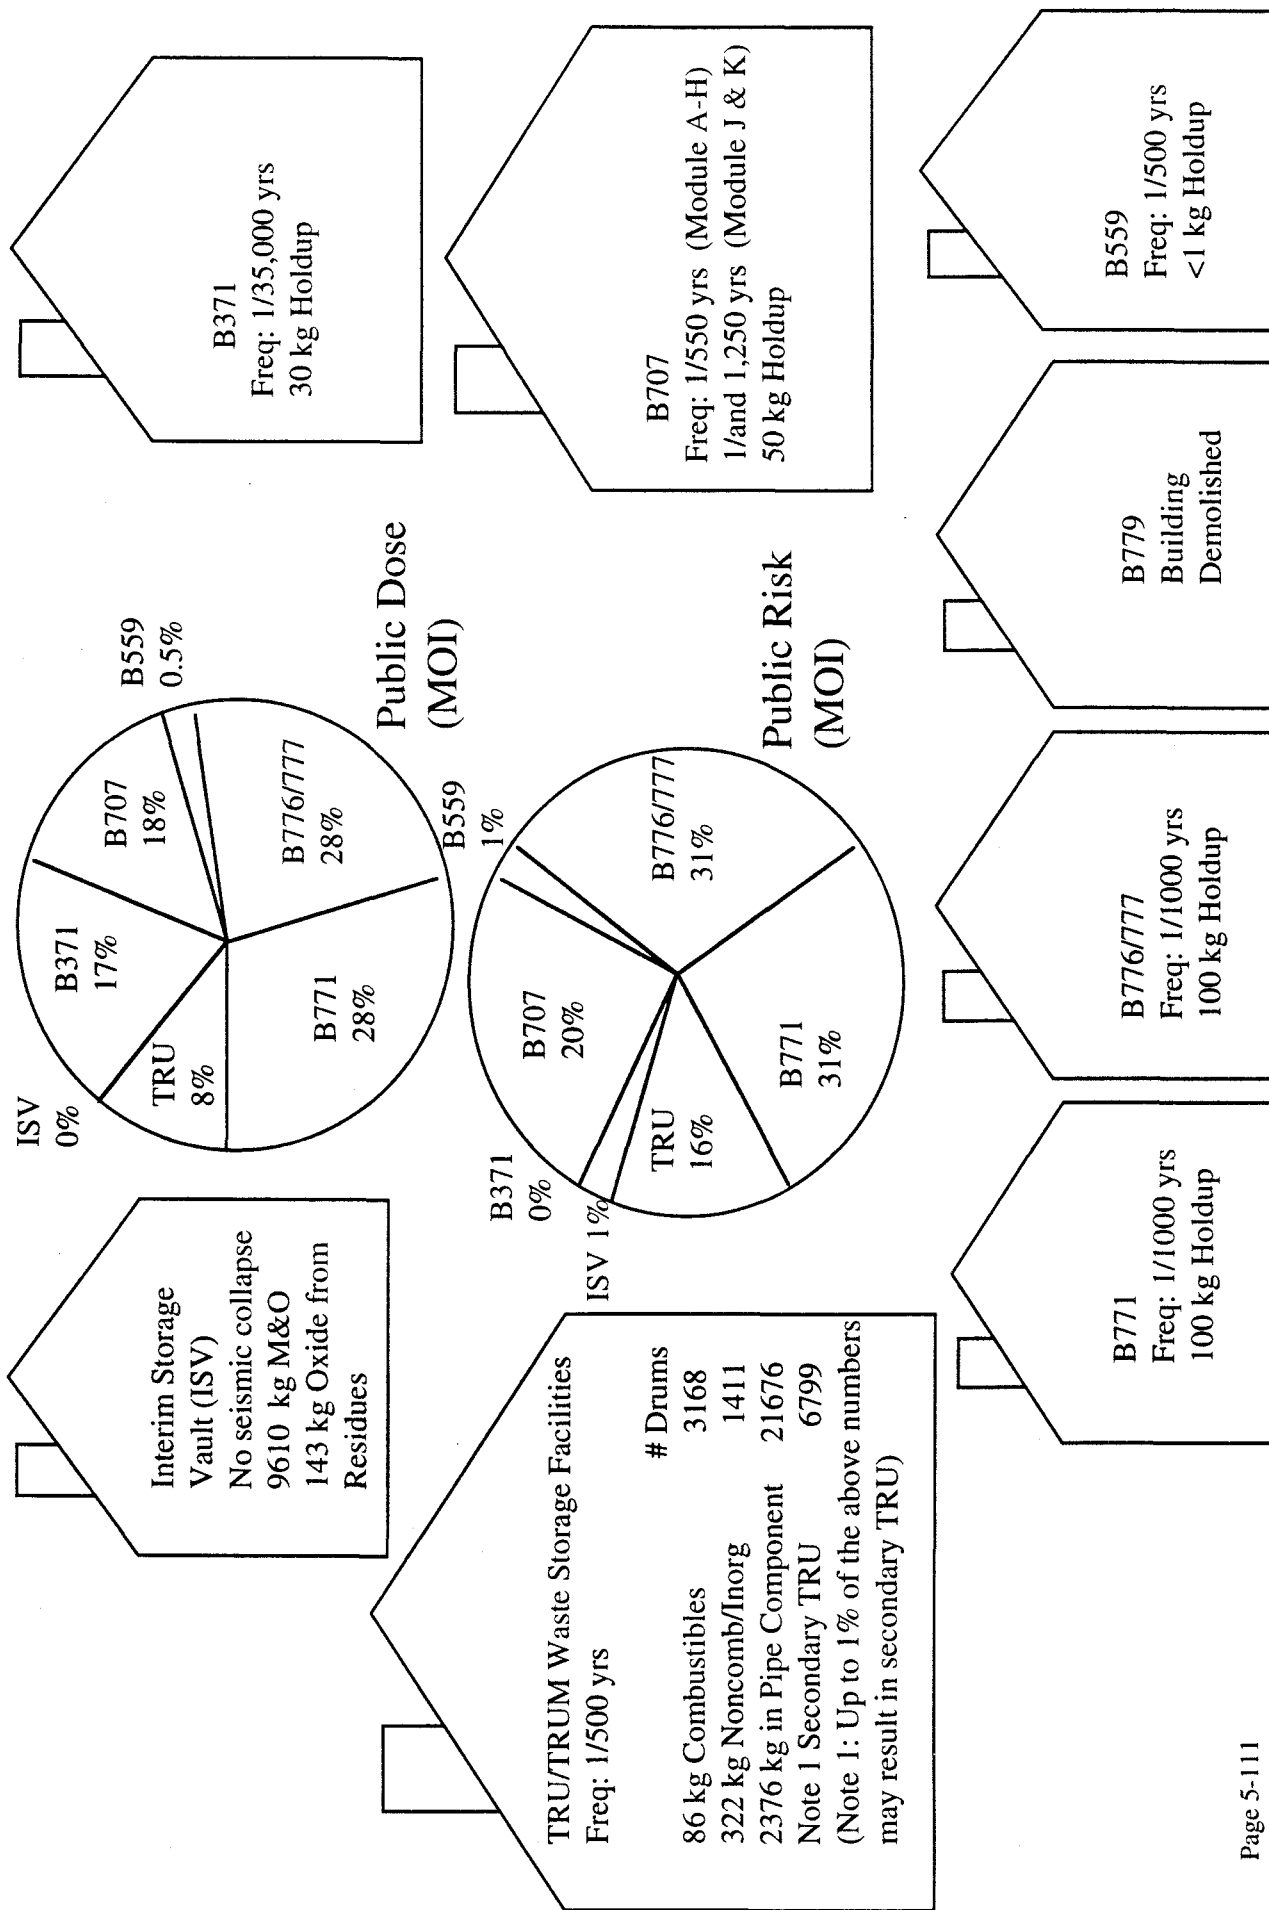 Interim Storage
Vault (ISV)
No seismic collapse
9610 kg M&O
143 kg Oxide from
Residues
ISV
0%
B371
17%
B707
18%
B559
0.5%
TRU
8%
B771
28%
B776/777
28%
Public Dose
(MOI)
B371
Freq: 1/35,000 yrs
30 kg Holdup
TRU/TRUM Waste Storage Facilities
Freq: 1/500 yrs
# Drums
86 kg Combustibles 3168
322 kg Noncomb/Inorg 1411
2376 kg in Pipe Component 21676
Note 1 Secondary TRU 6799
(Note 1: Up to 1% of the above numbers
may result in secondary TRU)
B371
0%
ISV 1%
B707
20%
B559
1%
TRU
16%
B771
31%
B776/777
31%
Public Risk
(MOI)
B707
Freq: 1/550 yrs (Module A-H)
1/and 1,250 yrs (Module J & K)
50 kg Holdup
B771
Freq: 1/1000 yrs
100 kg Holdup
B776/777
Freq: 1/1000 yrs
100 kg Holdup
B779
Building
Demolished
B559
Freq: 1/500 yrs
<1 kg Holdup
Page 5-111